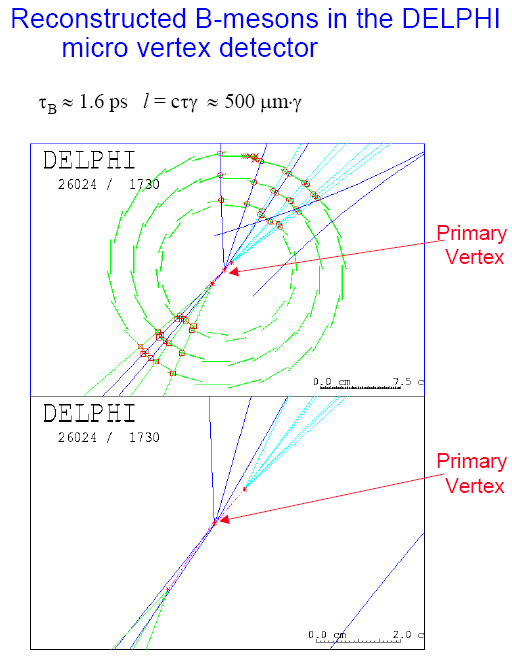 Reconstructed B-mesons in the DELPHI
micro vertex detector
τB ≈ 1.6 ps l = cτγ ≈ 500 μm·γ
DELPHI
26024 / 1730
Primary
Vertex
0.0 cm 7.5 c
DELPHI
26024 / 1730
Primary
Vertex
0.0 cm 2.0 c